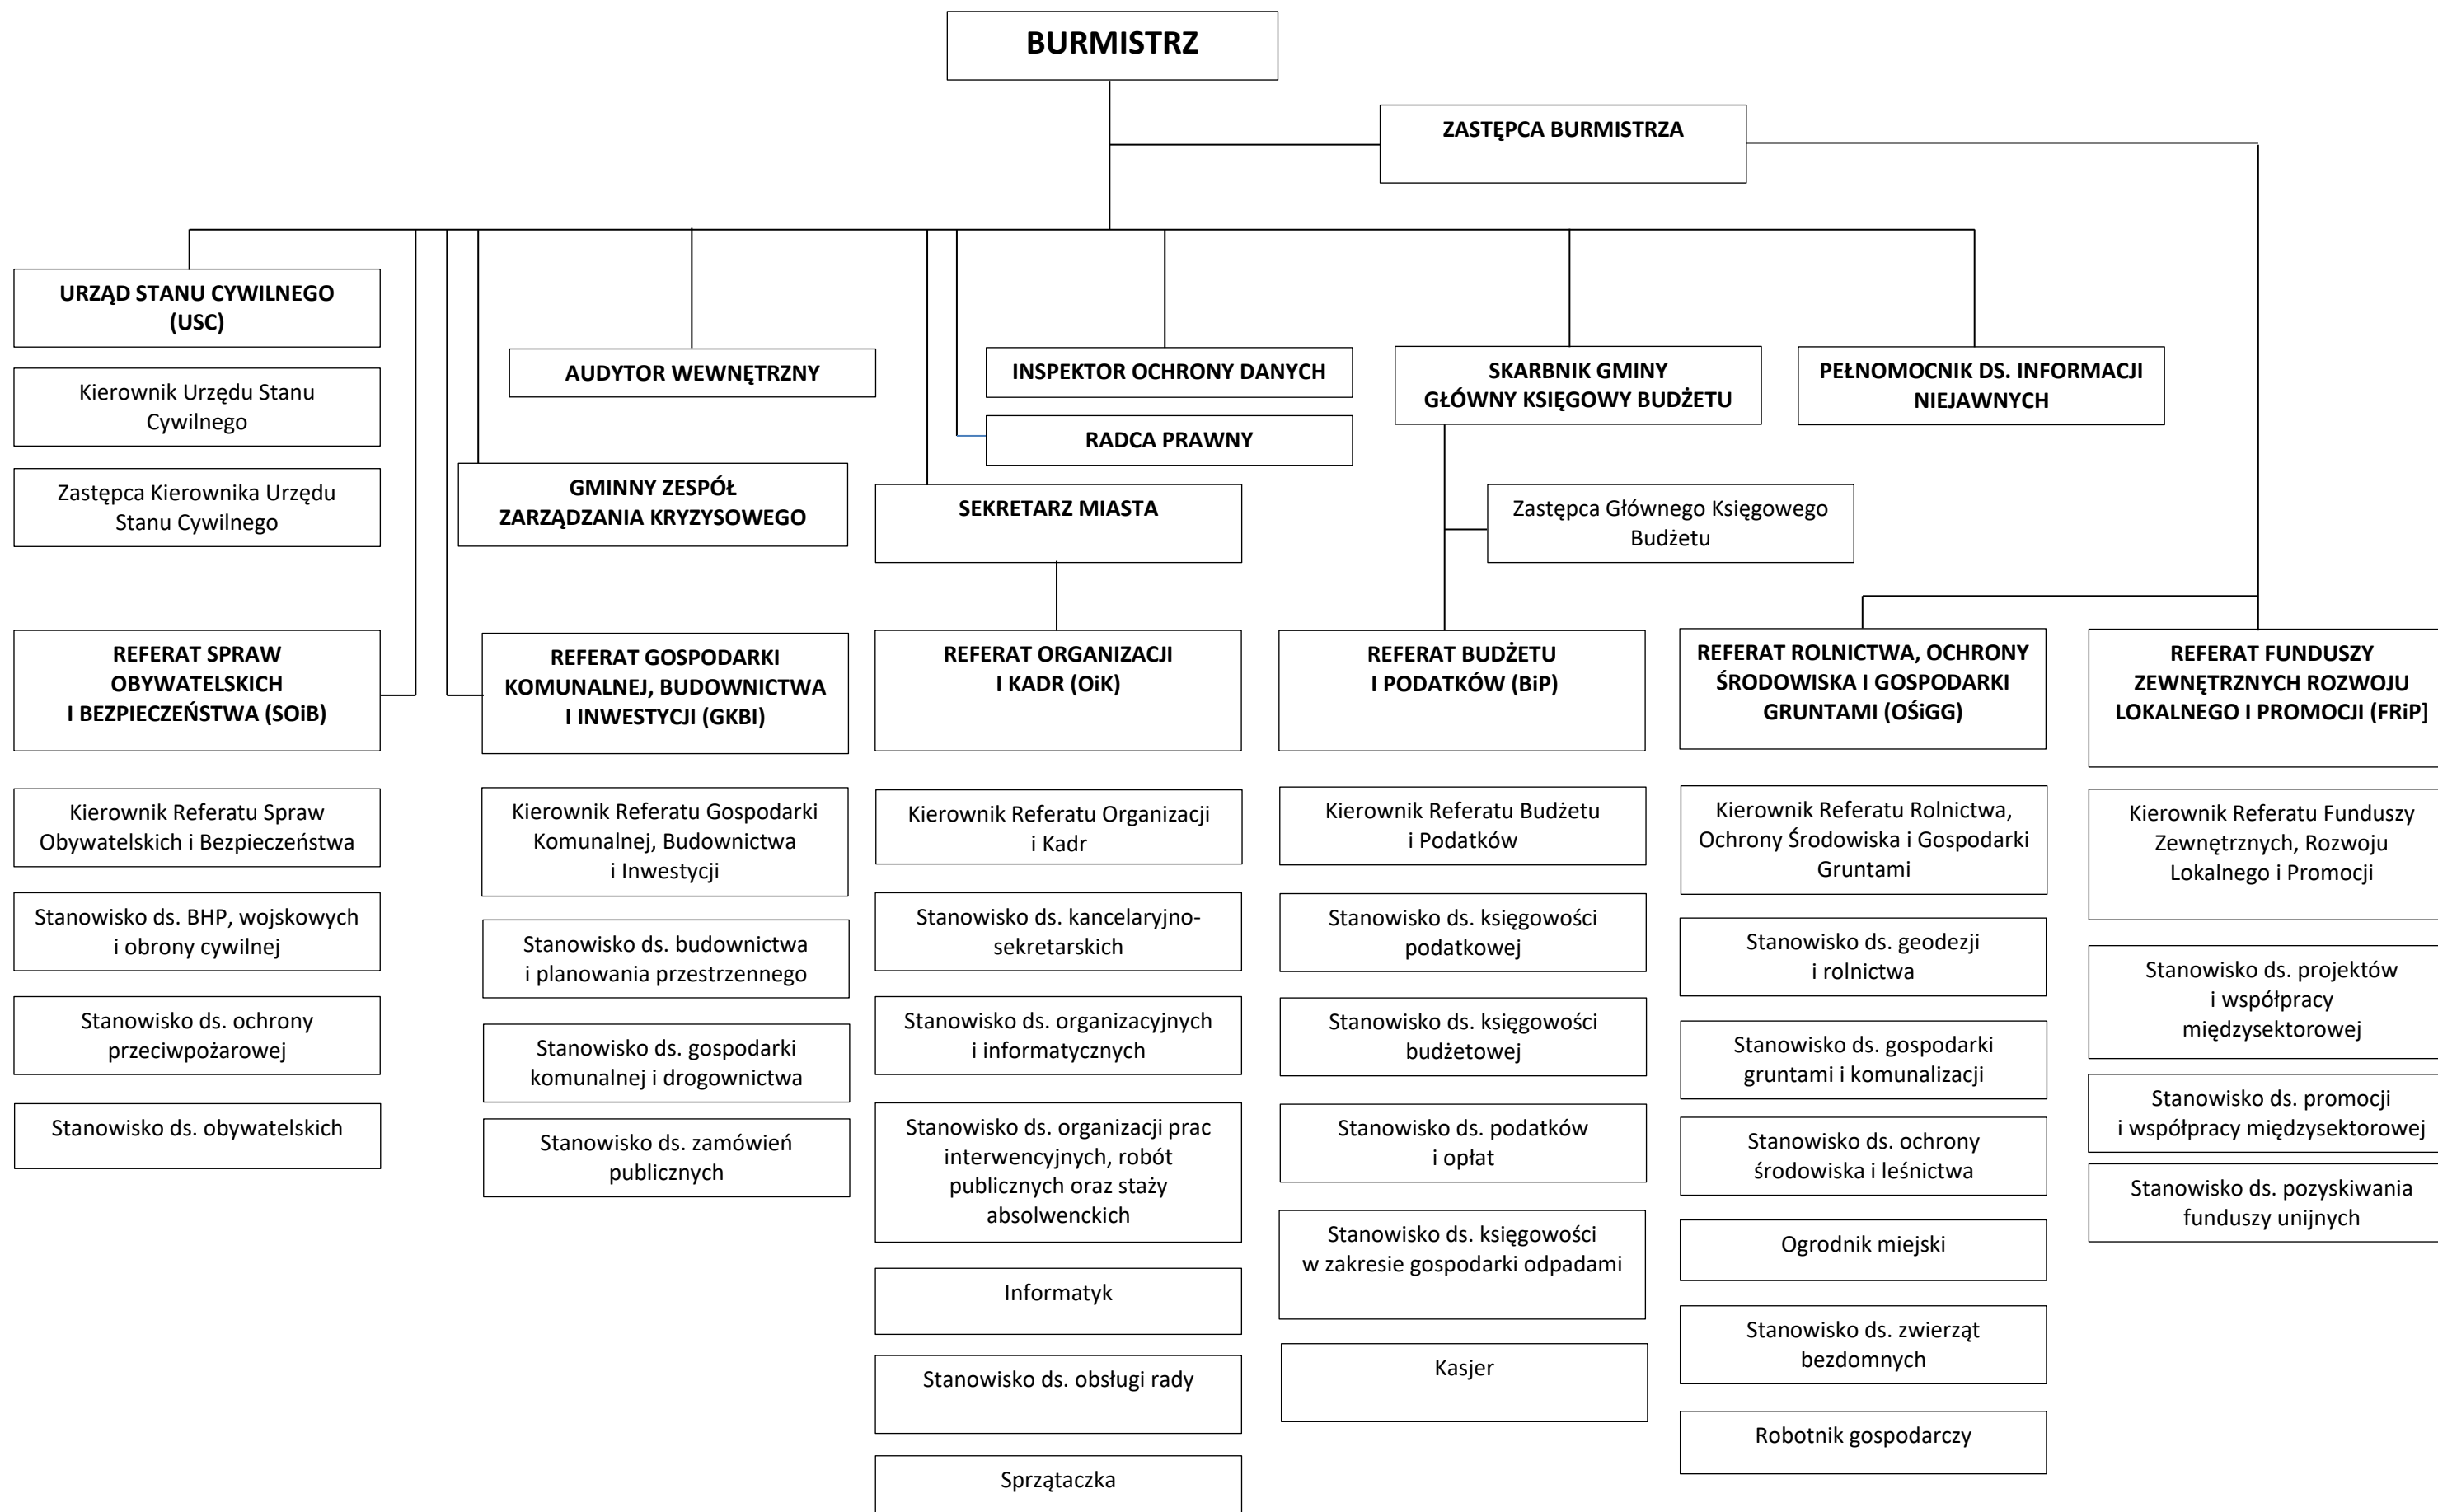 BURMISTRZ
ZASTĘPCA BURMISTRZA
URZĄD STANU CYWILNEGO
(USC)
Kierownik Urzędu Stanu
Cywilnego
Zastępca Kierownika Urzędu
Stanu Cywilnego
AUDYTOR WEWNĘTRZNY
GMINNY ZESPÓŁ
ZARZĄDZANIA KRYZYSOWEGO
INSPEKTOR OCHRONY DANYCH
RADCA PRAWNY
SEKRETARZ MIASTA
SKARBNIK GMINY
GŁÓWNY KSIĘGOWY BUDŻETU
Zastępca Głównego Księgowego
Budżetu
PEŁNOMOCNIK DS. INFORMACJI
NIEJAWNYCH
REFERAT SPRAW
OBYWATELSKICH
I BEZPIECZEŃSTWA (SOiB)
Kierownik Referatu Spraw
Obywatelskich i Bezpieczeństwa
Stanowisko ds. BHP, wojskowych
i obrony cywilnej
Stanowisko ds. ochrony
przeciwpożarowej
Stanowisko ds. obywatelskich
REFERAT GOSPODARKI
KOMUNALNEJ, BUDOWNICTWA
I INWESTYCJI (GKBI)
Kierownik Referatu Gospodarki
Komunalnej, Budownictwa
i Inwestycji
Stanowisko ds. budownictwa
i planowania przestrzennego
Stanowisko ds. gospodarki
komunalnej i drogownictwa
Stanowisko ds. zamówień
publicznych
REFERAT ORGANIZACJI
I KADR (OiK)
Kierownik Referatu Organizacji
i Kadr
Stanowisko ds. kancelaryjno-
sekretarskich
Stanowisko ds. organizacyjnych
i informatycznych
Stanowisko ds. organizacji prac
interwencyjnych, robót
publicznych oraz staży
absolwenckich
Informatyk
Stanowisko ds. obsługi rady
Sprzątaczka
REFERAT BUDŻETU
I PODATKÓW (BiP)
Kierownik Referatu Budżetu
i Podatków
Stanowisko ds. księgowości
podatkowej
Stanowisko ds. księgowości
budżetowej
Stanowisko ds. podatków
i opłat
Stanowisko ds. księgowości
w zakresie gospodarki odpadami
Kasjer
REFERAT ROLNICTWA, OCHRONY
ŚRODOWISKA I GOSPODARKI
GRUNTAMI (OŚiGG)
Kierownik Referatu Rolnictwa,
Ochrony Środowiska i Gospodarki
Gruntami
Stanowisko ds. geodezji
i rolnictwa
Stanowisko ds. gospodarki
gruntami i komunalizacji
Stanowisko ds. ochrony
środowiska i leśnictwa
Ogrodnik miejski
Stanowisko ds. zwierząt
bezdomnych
Robotnik gospodarczy
REFERAT FUNDUSZY
ZEWNĘTRZNYCH ROZWOJU
LOKALNEGO I PROMOCJI (FRiP]
Kierownik Referatu Funduszy
Zewnętrznych, Rozwoju
Lokalnego i Promocji
Stanowisko ds. projektów
i współpracy
międzysektorowej
Stanowisko ds. promocji
i współpracy międzysektorowej
Stanowisko ds. pozyskiwania
funduszy unijnych